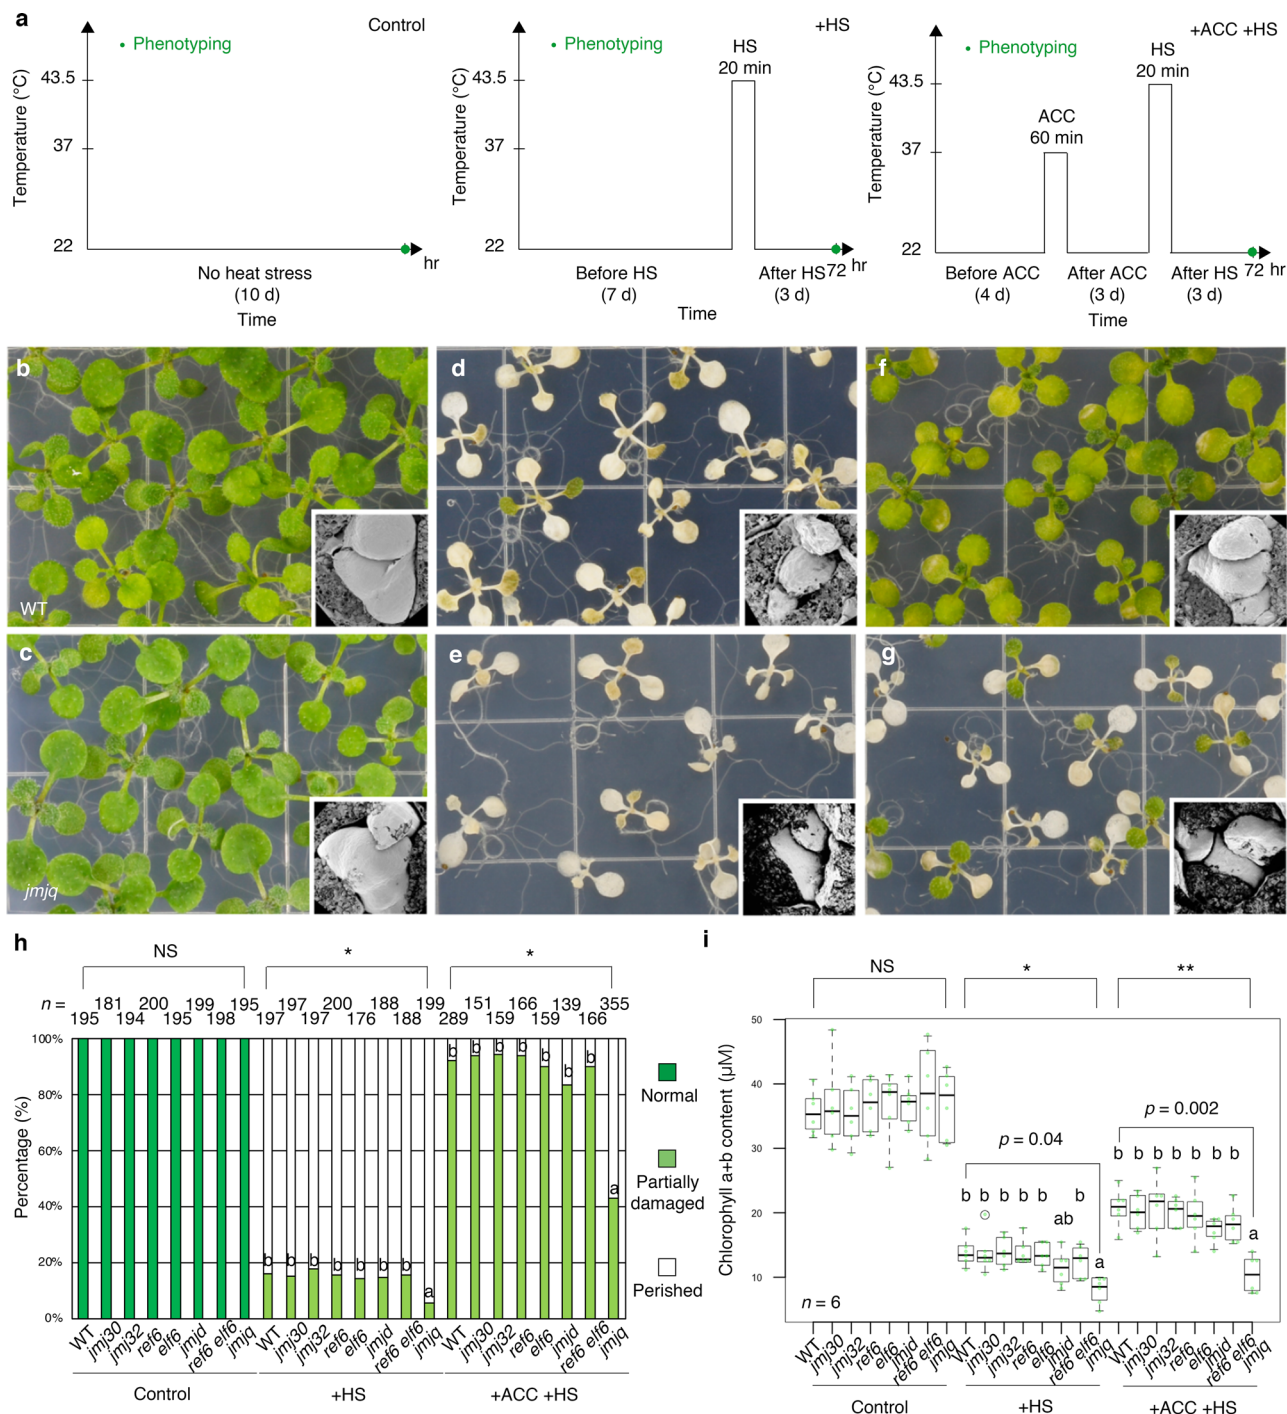 a
Control
Phenotyping
Temperature (°C)
43.5
37
22
hr
No heat stress
(10 d)
Time
+HS
Phenotyping
HS
20 min
Temperature (°C)
43.5
37
22
72 hr
Before HS
(7 d)
After HS
(3 d)
Time
+ACC +HS
Phenotyping
HS
20 min
ACC
60 min
Temperature (°C)
43.5
37
22
72 hr
Before ACC
(4 d)
After ACC
(3 d)
After HS
(3 d)
Time
b
WT
d
f
c
jmjq
e
g
h
NS
*
*
n =
195 181 194 200 195 199 198 195
197 197 197 200 176 188 188 199
289 151 159 166 159 139 166 355
Percentage (%)
100%
80%
60%
40%
20%
0%
b b b b b b b a
b b b b b b b a
Normal
Partially
damaged
Perished
WT jmj30 jmj32 ref6 elf6 jmjd ref6 elf6 jmjq
WT jmj30 jmj32 ref6 elf6 jmjd ref6 elf6 jmjq
WT jmj30 jmj32 ref6 elf6 jmjd ref6 elf6 jmjq
Control
+HS
+ACC +HS
i
NS
*
**
Chlorophyll a+b content (μM)
50
40
30
20
10
p = 0.04
p = 0.002
b b b b b ab b a
b b b b b b b a
n = 6
WT jmj30 jmj32 ref6 elf6 jmjd ref6 elf6 jmjq
WT jmj30 jmj32 ref6 elf6 jmjd ref6 elf6 jmjq
WT jmj30 jmj32 ref6 elf6 jmjd ref6 elf6 jmjq
Control
+HS
+ACC +HS